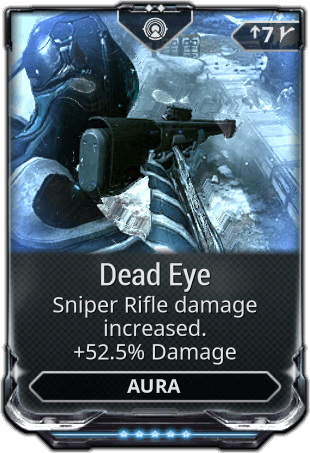 ↑7
Dead Eye
Sniper Rifle damage
increased.
+52.5% Damage
AURA